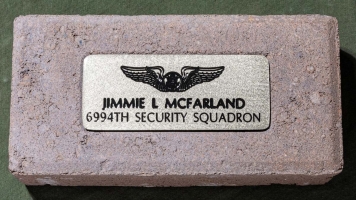 JIMMIE L MCFARLAND
6994TH SECURITY SQUADRON